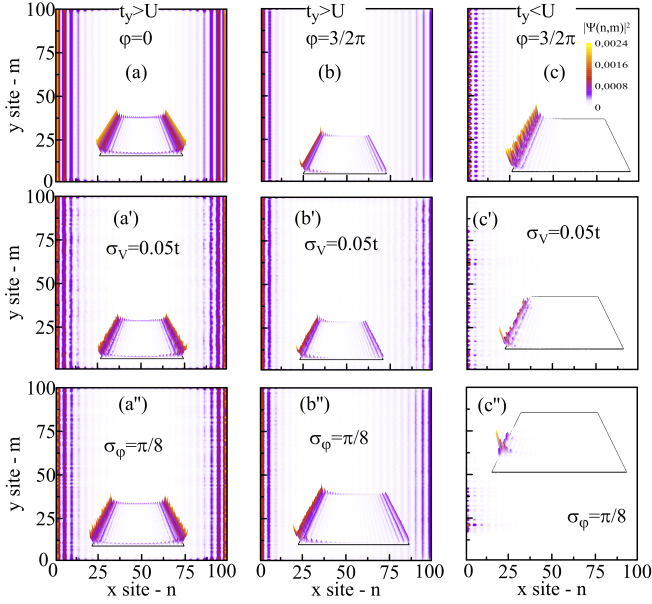 t_y>U
φ=0
(a)
t_y>U
φ=3/2π
(b)
t_y<U
φ=3/2π
(c)
|Ψ(n,m)|²
0,0024
0,0016
0,0008
0
100
75
50
25
0
y site - m
(a')
σ_V=0.05t
(b')
σ_V=0.05t
(c')
σ_V=0.05t
100
75
50
25
y site - m
(a'')
σ_φ=π/8
(b'')
σ_φ=π/8
(c'')
σ_φ=π/8
100
75
50
25
0
y site - m
25 50 75 100
x site - n
0 25 50 75 100
x site - n
0 25 50 75 100
x site - n